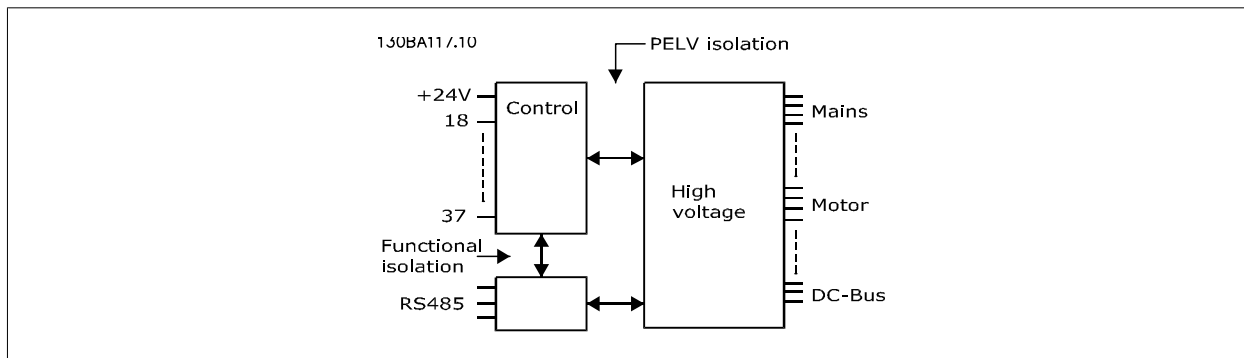 130BA117.10
PELV isolation
+24V
Control
18
Mains
High
voltage
37
Motor
Functional
isolation
RS485
DC-Bus